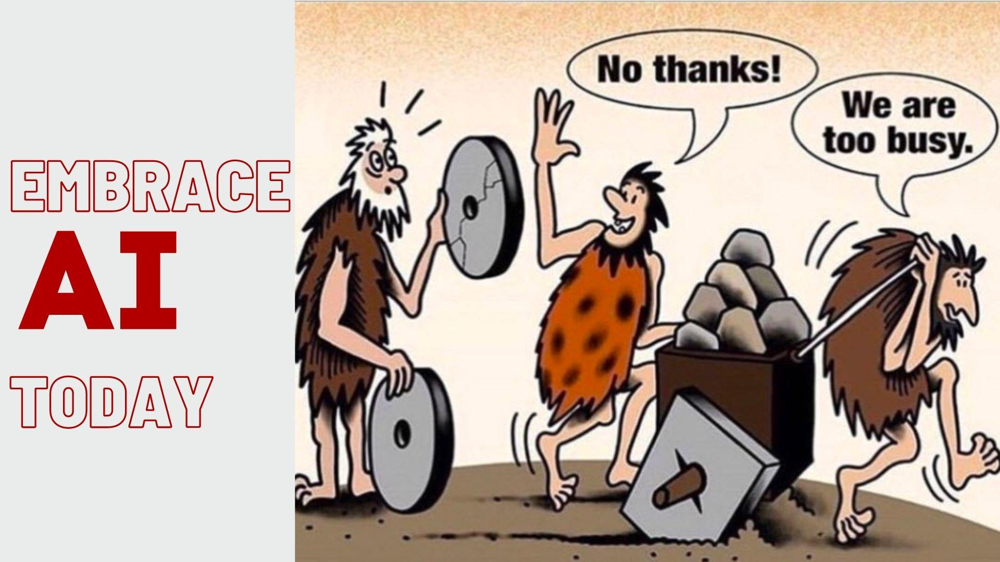 EMBRACE
AI
TODAY
No thanks!
We are
too busy.